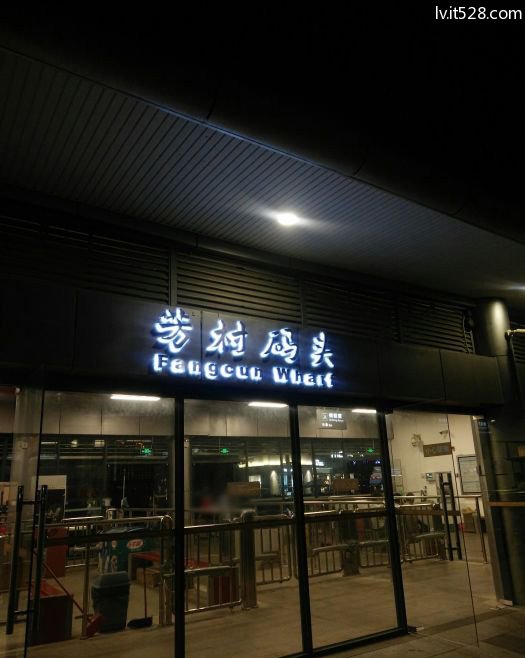 lv.it528.com
芳村码头
Fangcun Wharf